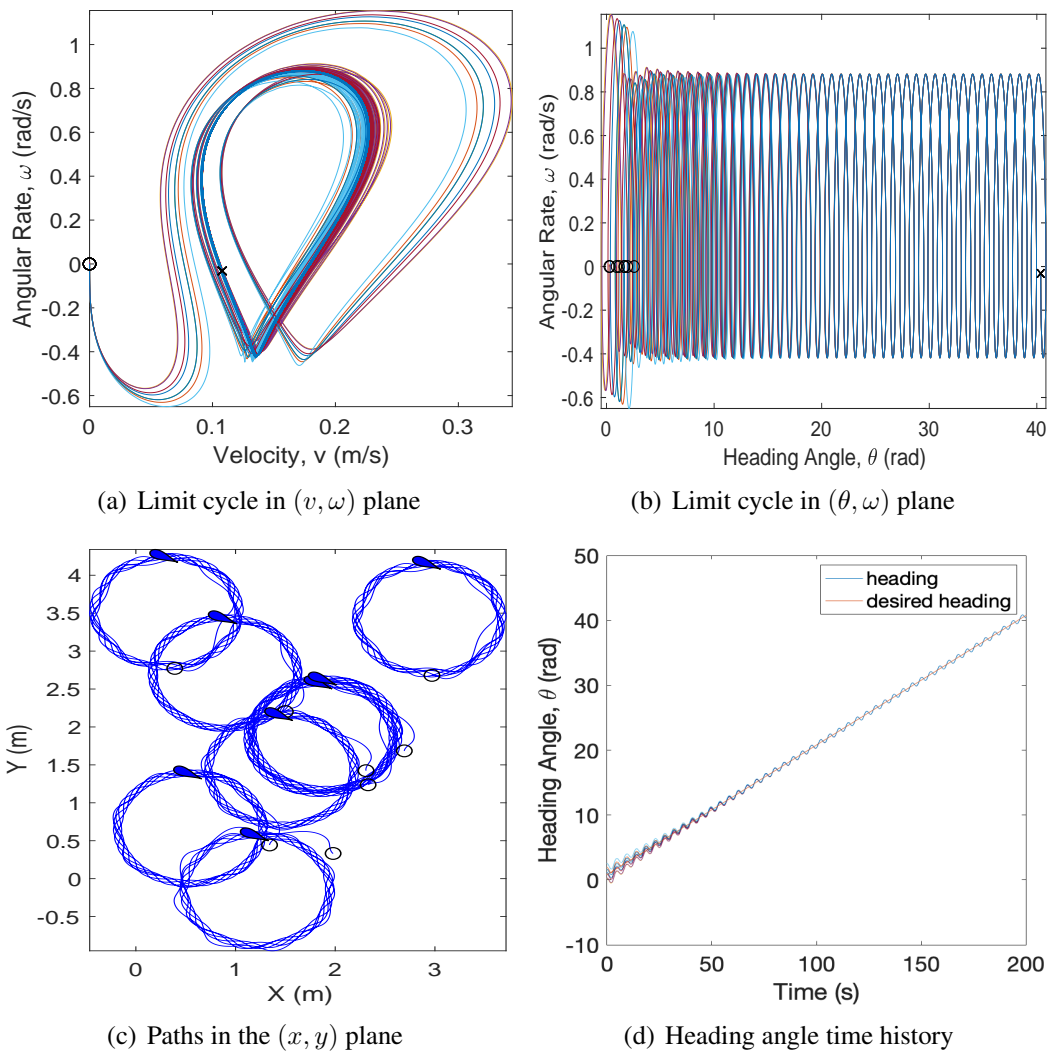 1
0.8
0.6
0.4
0.2
0
-0.2
-0.4
-0.6
Angular Rate, ω (rad/s)
0 0.1 0.2 0.3
Velocity, v (m/s)
(a) Limit cycle in (v, ω) plane
1
0.8
0.6
0.4
0.2
0
-0.2
-0.4
-0.6
Angular Rate, ω (rad/s)
0 10 20 30 40
Heading Angle, θ (rad)
(b) Limit cycle in (θ, ω) plane
4
3.5
3
2.5
2
1.5
1
0.5
0
-0.5
Y (m)
0 1 2 3
X (m)
(c) Paths in the (x, y) plane
50
40
30
20
10
0
-10
Heading Angle, θ (rad)
heading
desired heading
0 50 100 150 200
Time (s)
(d) Heading angle time history